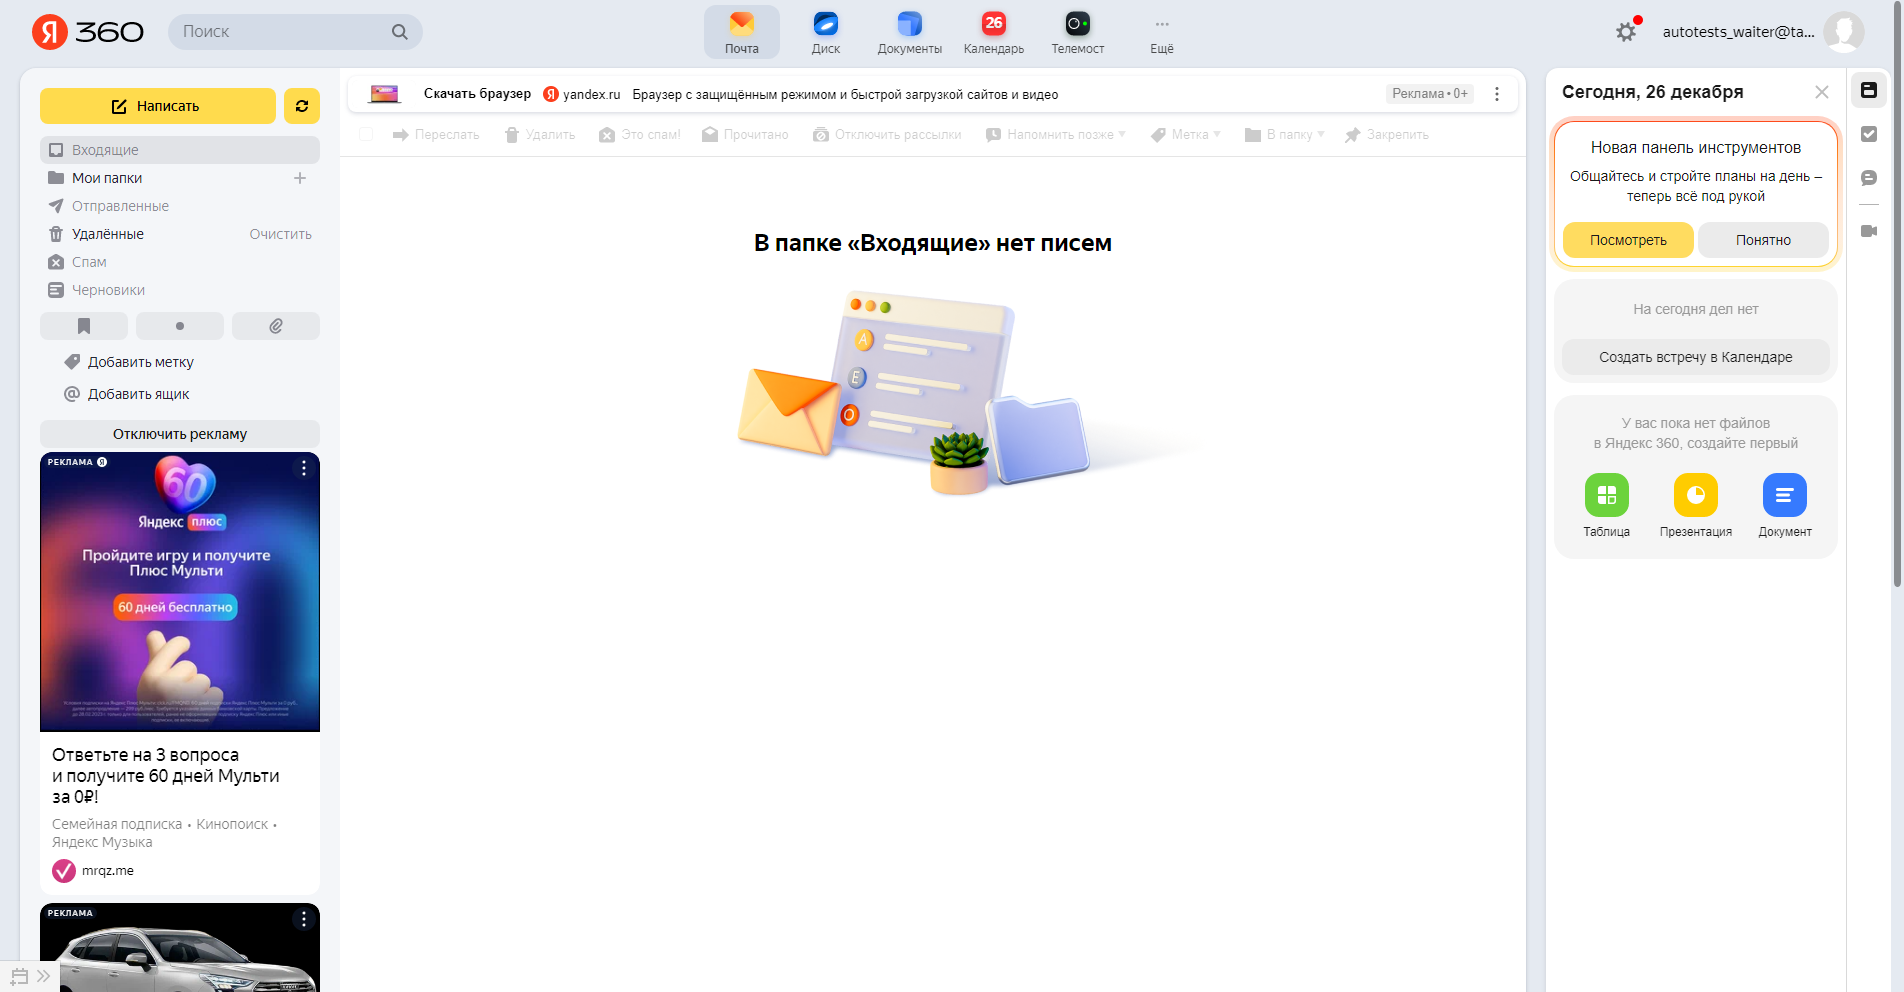 Я 360
Поиск
Почта
Диск
Документы
26
Календарь
Телемост
Ещё
autotests_waiter@ta...
Написать
Входящие
Мои папки
Отправленные
Удалённые Очистить
Спам
Черновики
Добавить метку
Добавить ящик
Отключить рекламу
РЕКЛАМА Я
60
Яндекс плюс
Пройдите игру и получите
Плюс Мульти
60 дней бесплатно
Ответьте на 3 вопроса
и получите 60 дней Мульти
за 0₽!
Семейная подписка • Кинопоиск •
Яндекс Музыка
mrqz.me
РЕКЛАМА
Скачать браузер Я yandex.ru Браузер с защищённым режимом и быстрой загрузкой сайтов и видео Реклама • 0+
Переслать Удалить Это спам! Прочитано Отключить рассылки Напомнить позже Метка В папку Закрепить
В папке «Входящие» нет писем
А
Е
О
Сегодня, 26 декабря
Новая панель инструментов
Общайтесь и стройте планы на день –
теперь всё под рукой
Посмотреть Понятно
На сегодня дел нет
Создать встречу в Календаре
У вас пока нет файлов
в Яндекс 360, создайте первый
Таблица Презентация Документ